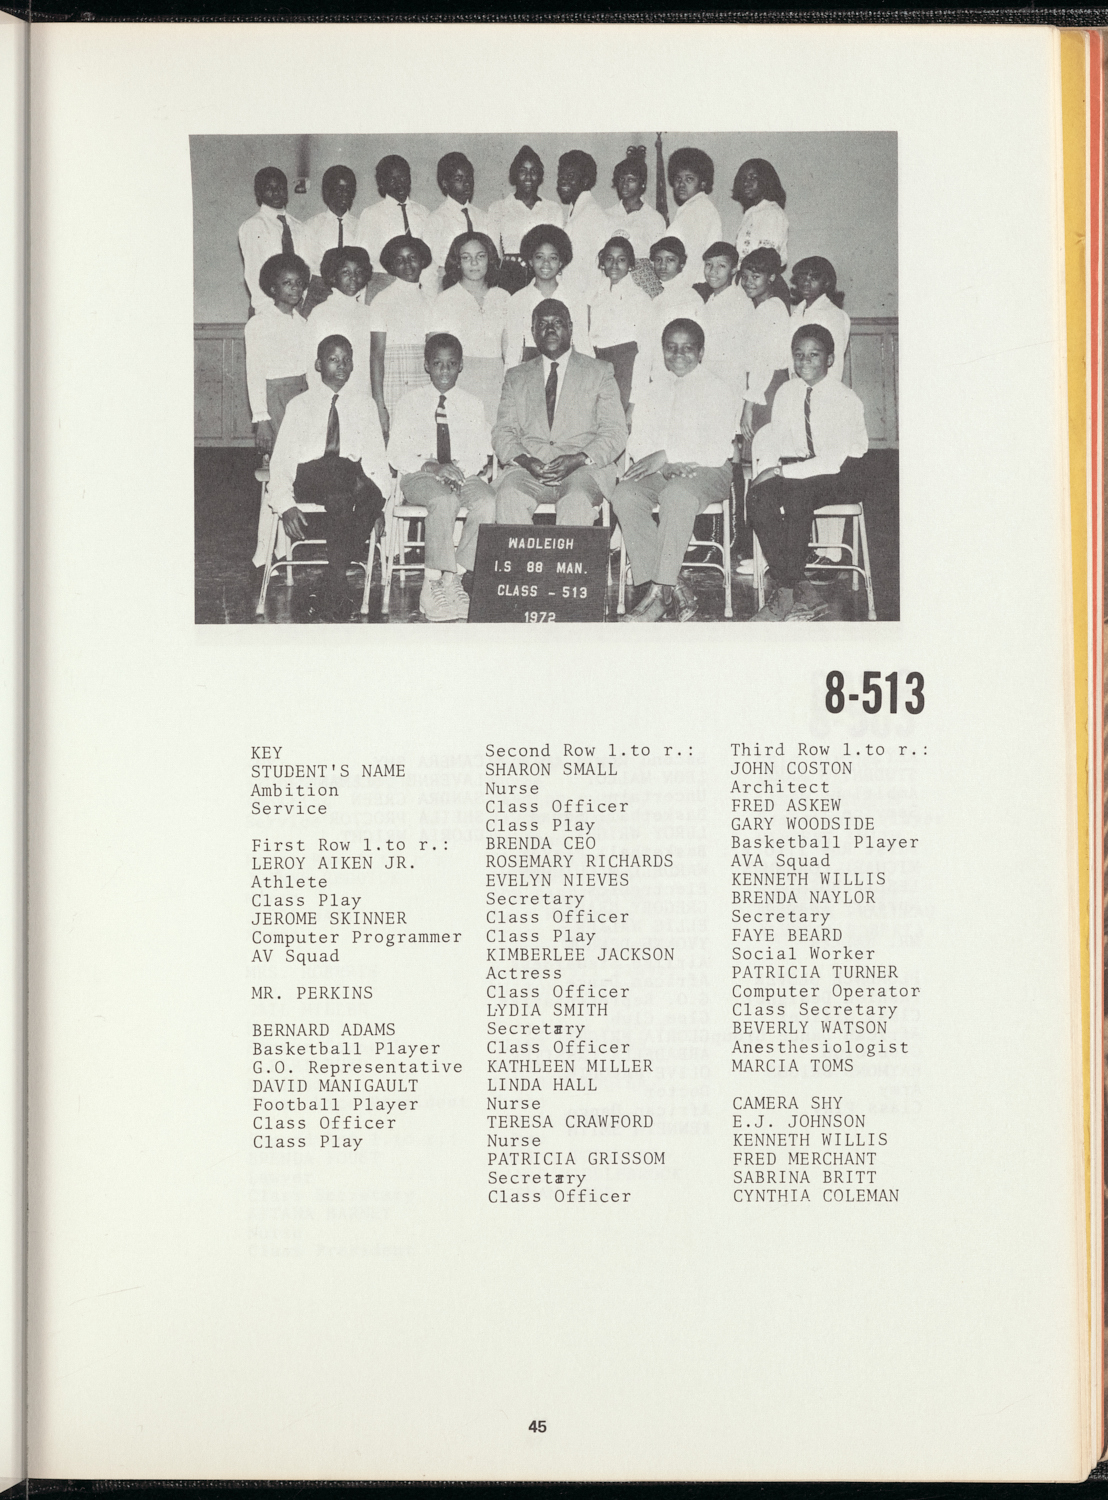 WADLEIGH
I.S 88 MAN.
CLASS - 513
1972
8-513
KEY
STUDENT'S NAME
Ambition
Service
First Row l.to r.:
LEROY AIKEN JR.
Athlete
Class Play
JEROME SKINNER
Computer Programmer
AV Squad
MR. PERKINS
BERNARD ADAMS
Basketball Player
G.O. Representative
DAVID MANIGAULT
Football Player
Class Officer
Class Play
Second Row l.to r.:
SHARON SMALL
Nurse
Class Officer
Class Play
BRENDA CEO
ROSEMARY RICHARDS
EVELYN NIEVES
Secretary
Class Officer
Class Play
KIMBERLEE JACKSON
Actress
Class Officer
LYDIA SMITH
Secretary
Class Officer
KATHLEEN MILLER
LINDA HALL
Nurse
TERESA CRAWFORD
Nurse
PATRICIA GRISSOM
Secretary
Class Officer
Third Row l.to r.:
JOHN COSTON
Architect
FRED ASKEW
GARY WOODSIDE
Basketball Player
AVA Squad
KENNETH WILLIS
BRENDA NAYLOR
Secretary
FAYE BEARD
Social Worker
PATRICIA TURNER
Computer Operator
Class Secretary
BEVERLY WATSON
Anesthesiologist
MARCIA TOMS
CAMERA SHY
E.J. JOHNSON
KENNETH WILLIS
FRED MERCHANT
SABRINA BRITT
CYNTHIA COLEMAN
45